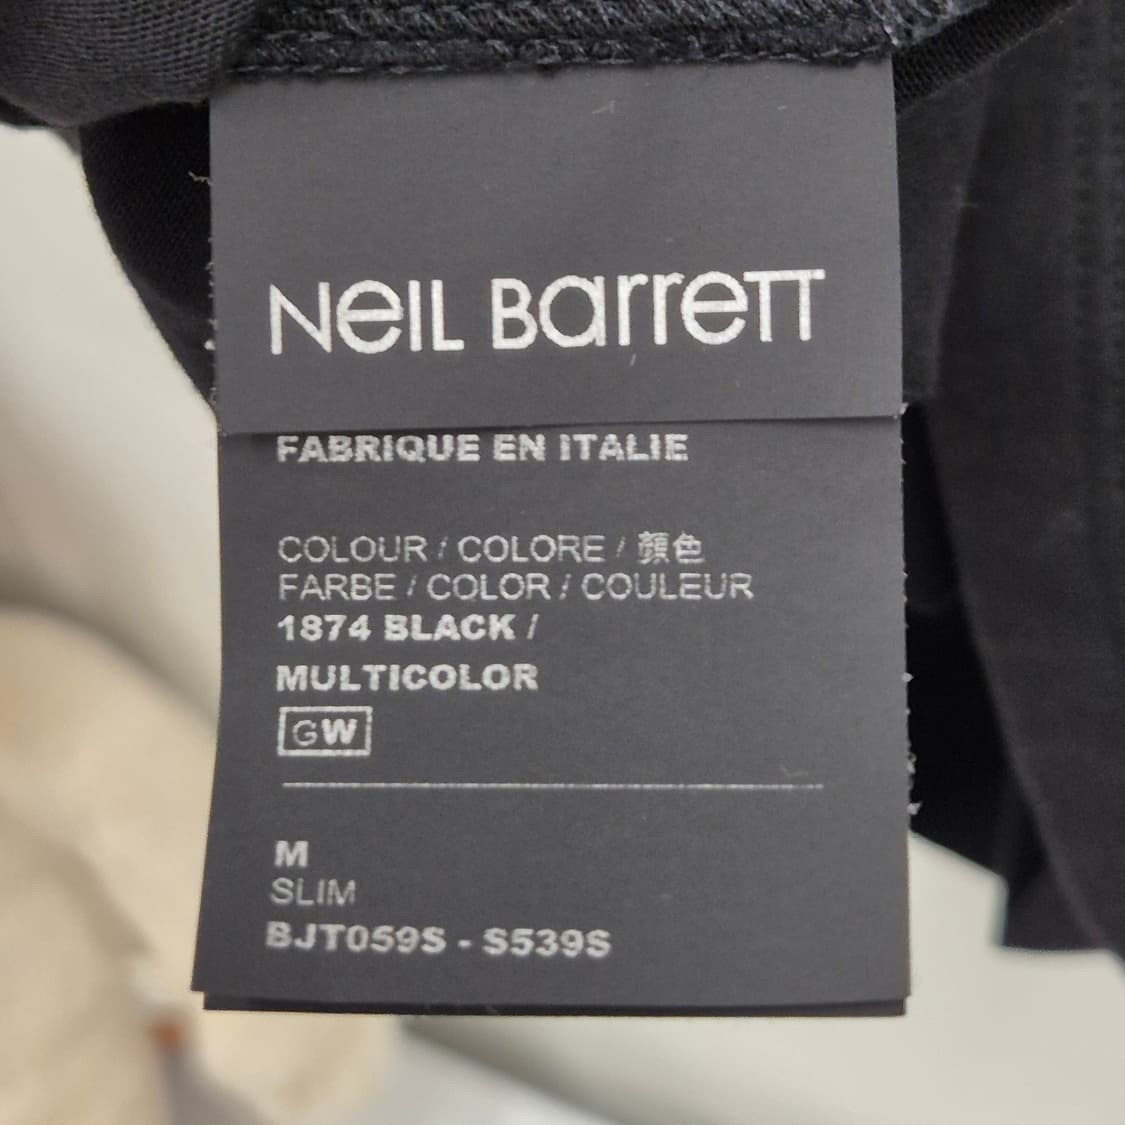 NeIL BarreTT
FABRIQUE EN ITALIE
COLOUR / COLORE / 顏色
FARBE / COLOR / COULEUR
1874 BLACK /
MULTICOLOR
GW
M
SLIM
BJT059S - S539S